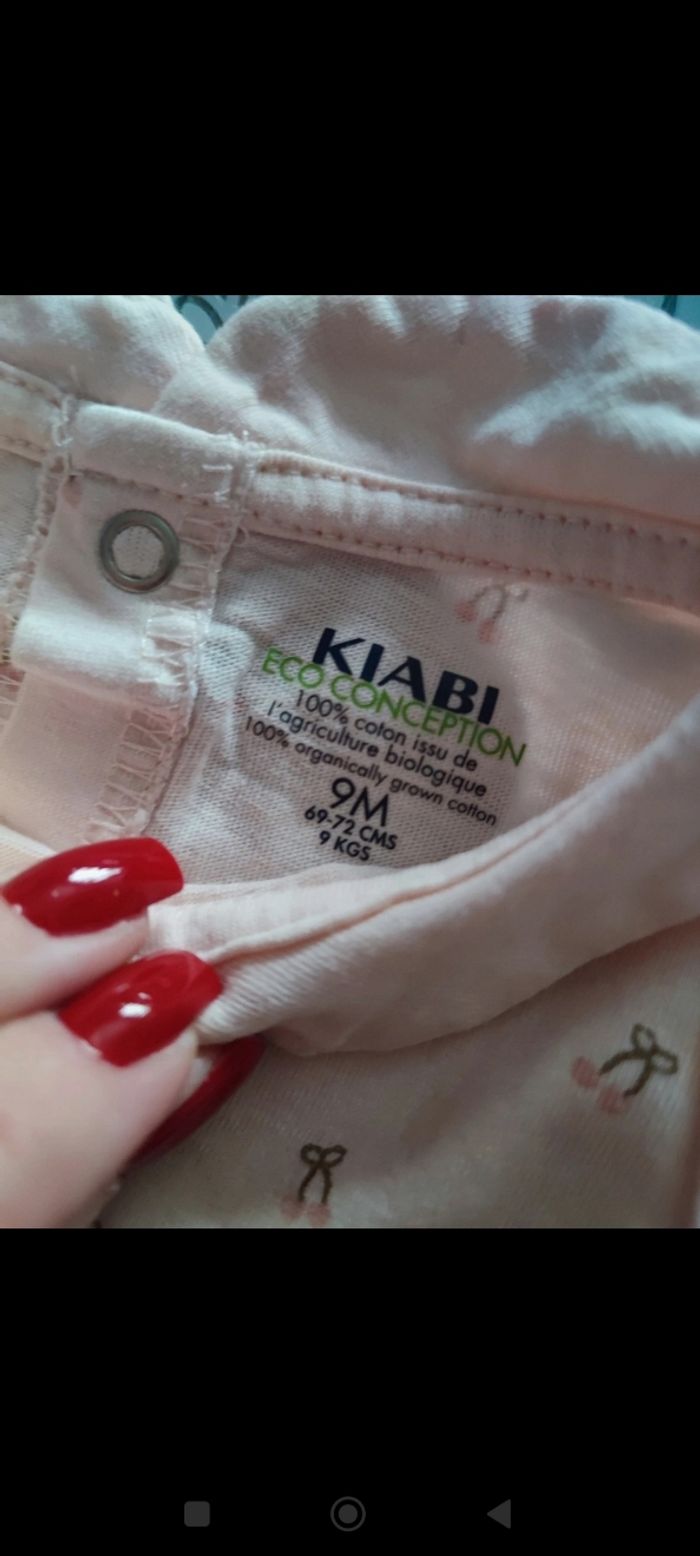 KIABI
ECO CONCEPTION
100% coton issu de
l'agriculture biologique
100% organically grown cotton
9M
69-72 CMS
9 KGS